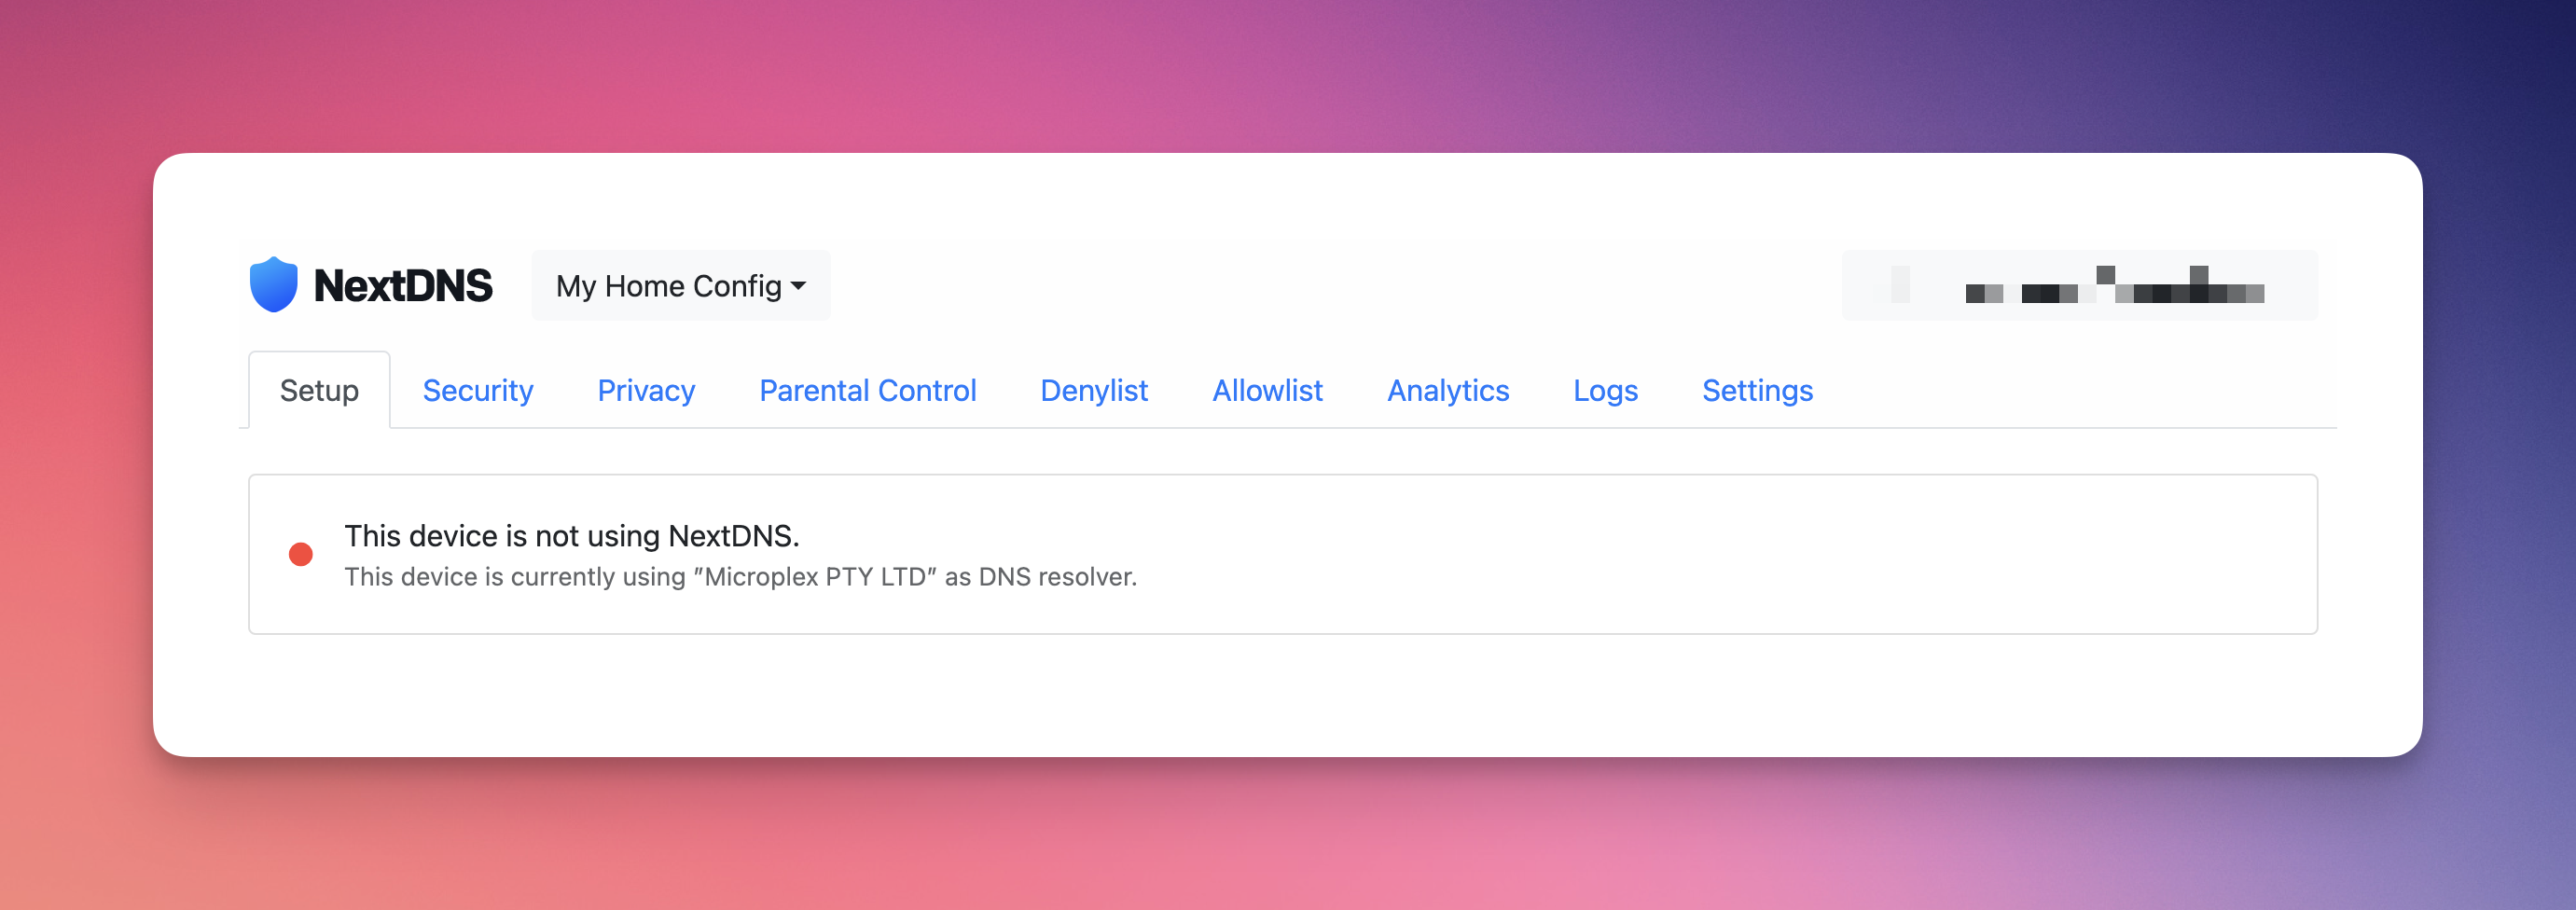 NextDNS My Home Config
Setup Security Privacy Parental Control Denylist Allowlist Analytics Logs Settings
This device is not using NextDNS.
This device is currently using "Microplex PTY LTD" as DNS resolver.